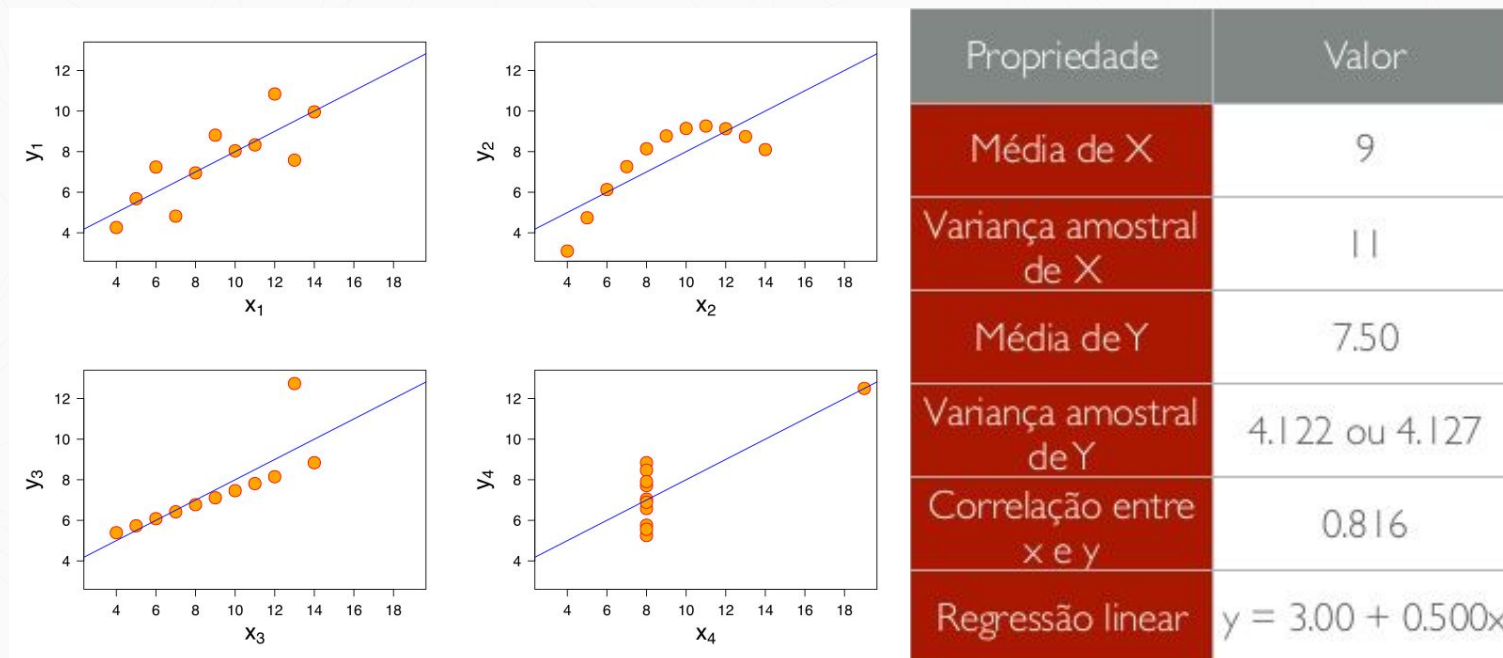 12
10
8
6
4
y1
4 6 8 10 12 14 16 18
x1
12
10
8
6
4
y2
4 6 8 10 12 14 16 18
x2
12
10
8
6
4
y3
4 6 8 10 12 14 16 18
x3
12
10
8
6
4
y4
4 6 8 10 12 14 16 18
x4
Propriedade Valor
Média de X 9
Variança amostral
de X 11
Média de Y 7.50
Variança amostral
de Y 4.122 ou 4.127
Correlação entre
x e y 0.816
Regressão linear y = 3.00 + 0.500x